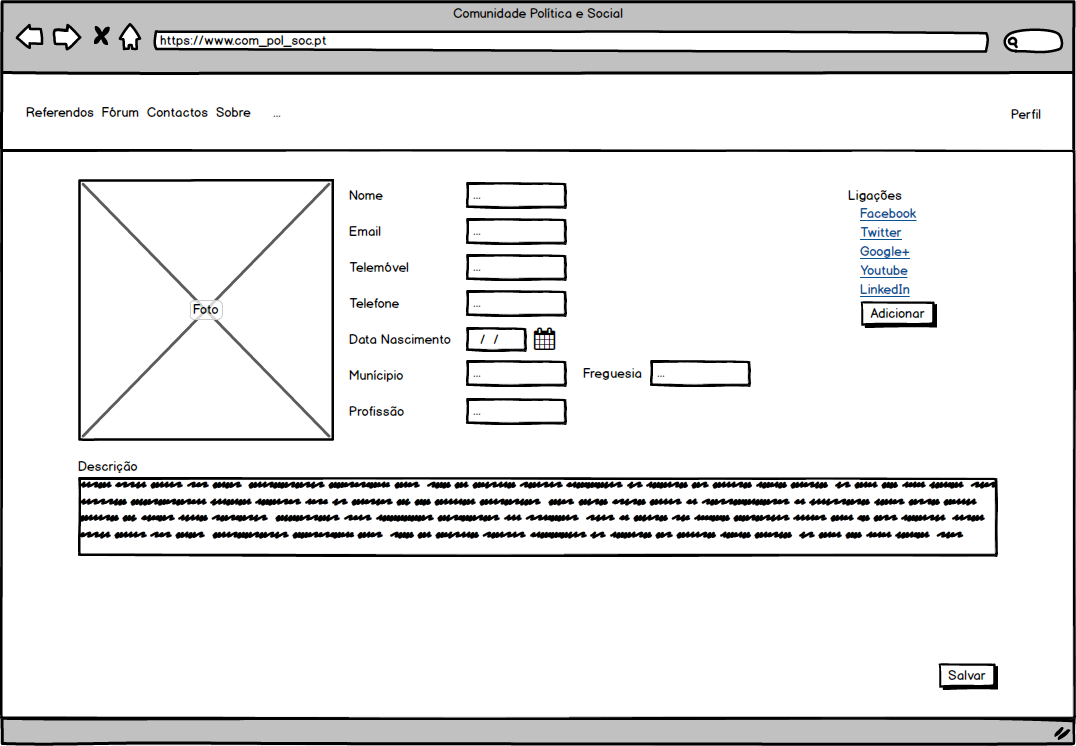 Comunidade Política e Social
https://www.com_pol_soc.pt
Referendos Fórum Contactos Sobre ...
Perfil
Foto
Nome ...
Email ...
Telemóvel ...
Telefone ...
Data Nascimento / /
Munícipio ... Freguesia ...
Profissão ...
Ligações
Facebook
Twitter
Google+
Youtube
LinkedIn
Adicionar
Descrição
Salvar